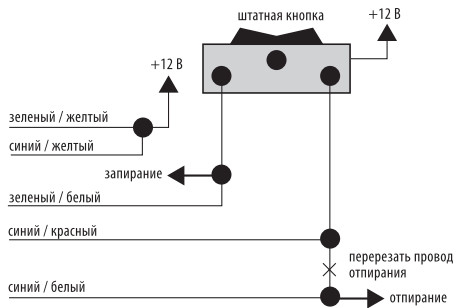 штатная кнопка
+12 В
+12 В
зеленый / желтый
синий / желтый
запирание
зеленый / белый
синий / красный
перерезать провод
отпирания
синий / белый
отпирание